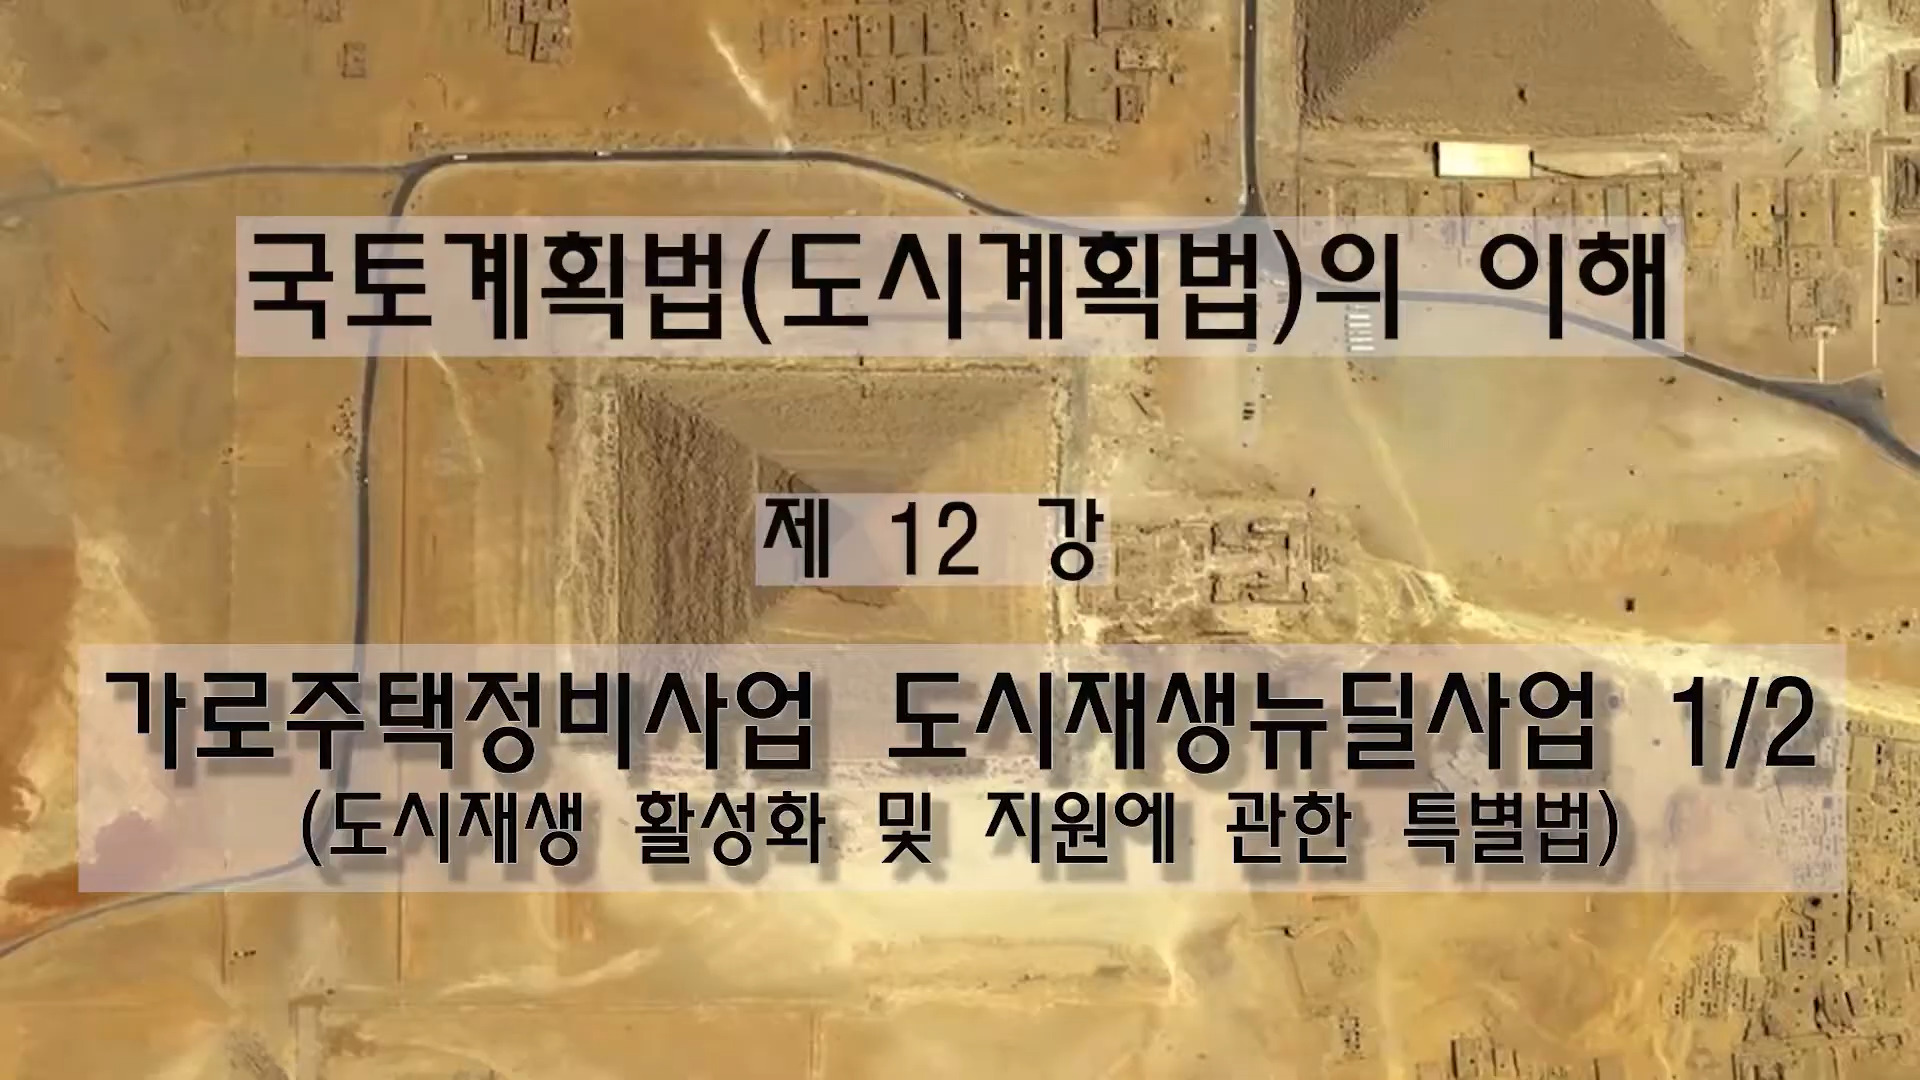 국토계획법(도시계획법)의 이해
제 12 강
가로주택정비사업 도시재생뉴딜사업 1/2
(도시재생 활성화 및 지원에 관한 특별법)